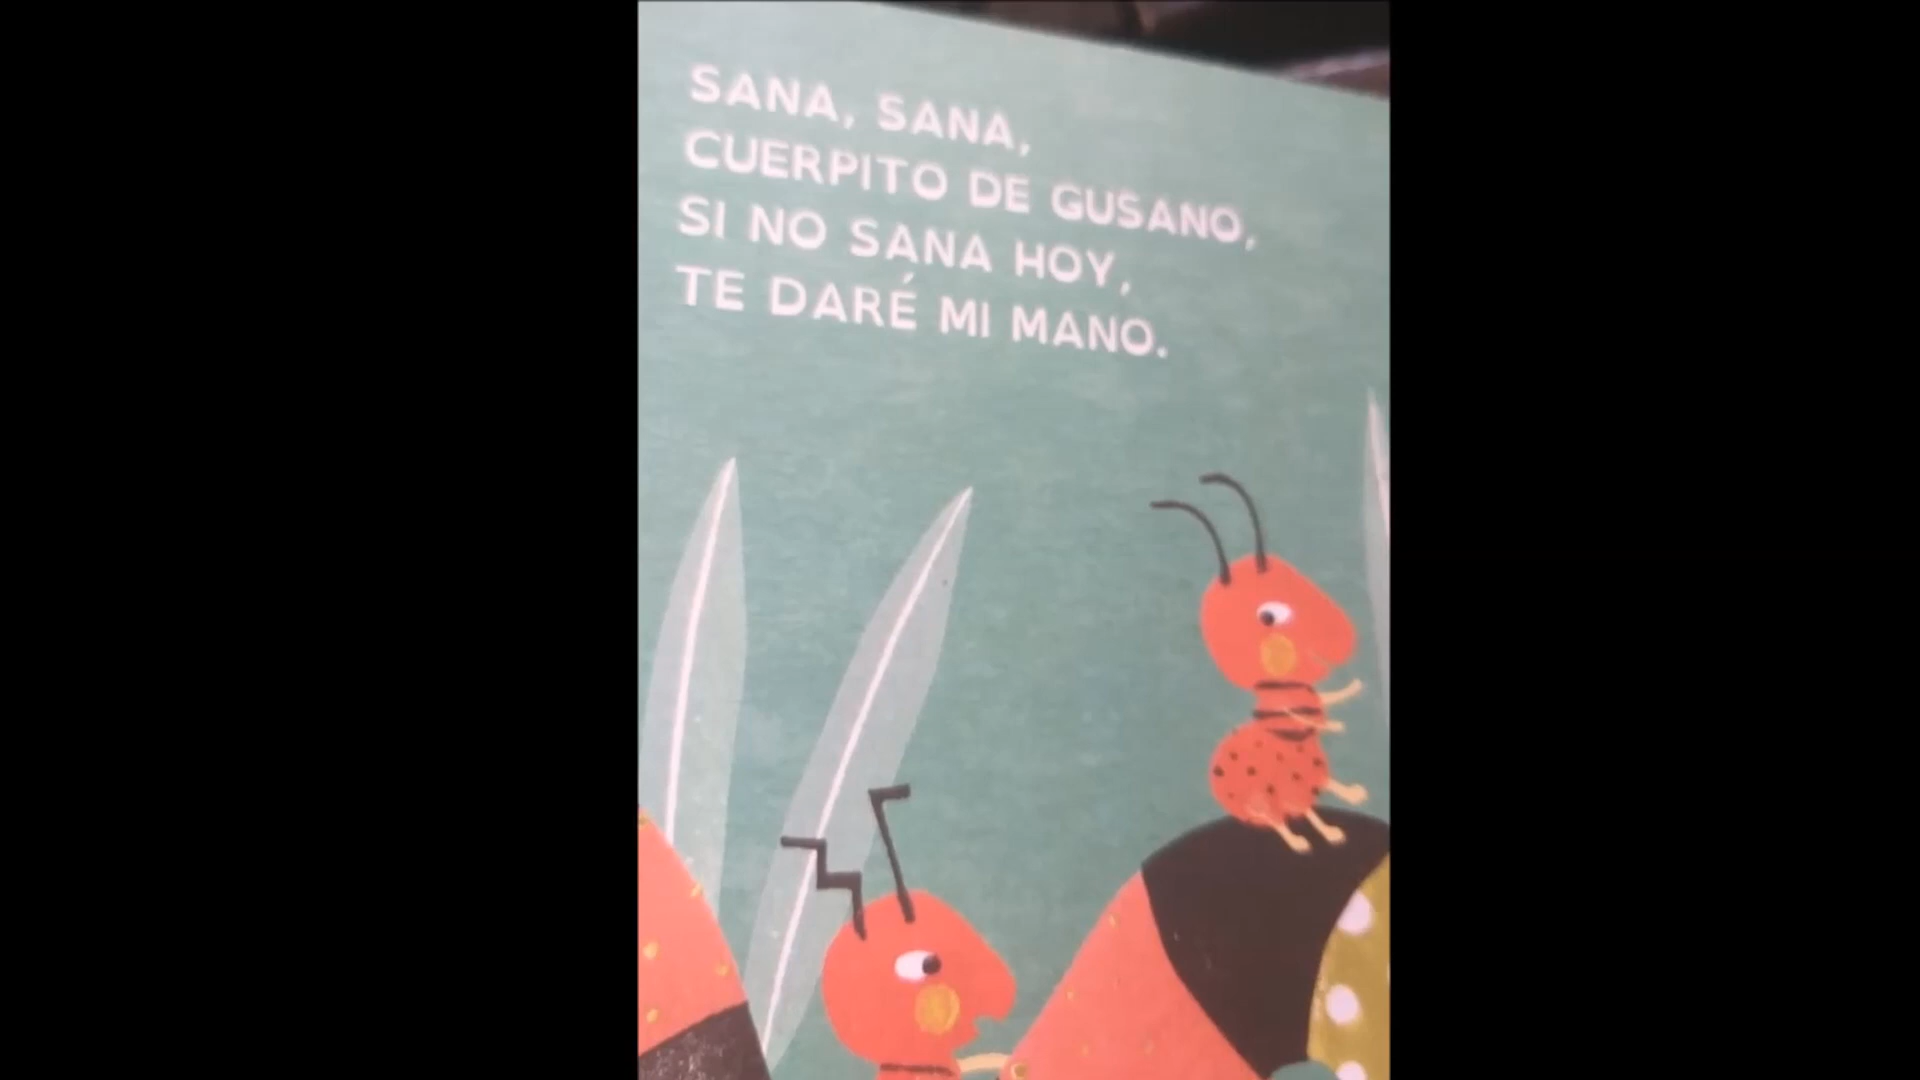 SANA, SANA,
CUERPITO DE GUSANO,
SI NO SANA HOY,
TE DARÉ MI MANO.